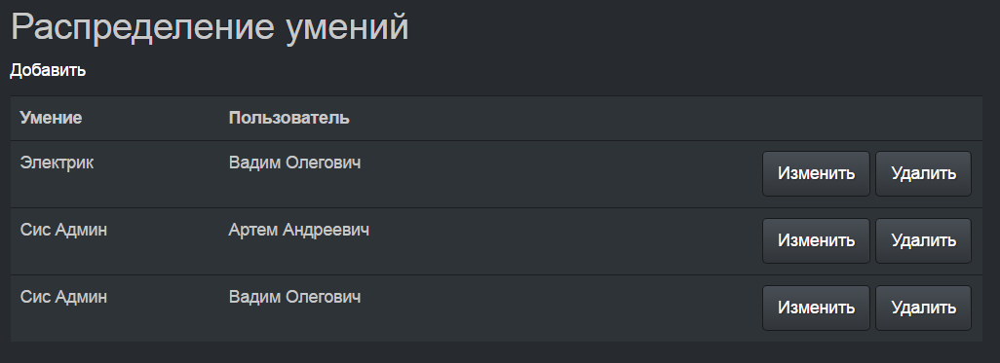 Распределение умений
Добавить
Умение Пользователь
Электрик Вадим Олегович Изменить Удалить
Сис Админ Артем Андреевич Изменить Удалить
Сис Админ Вадим Олегович Изменить Удалить